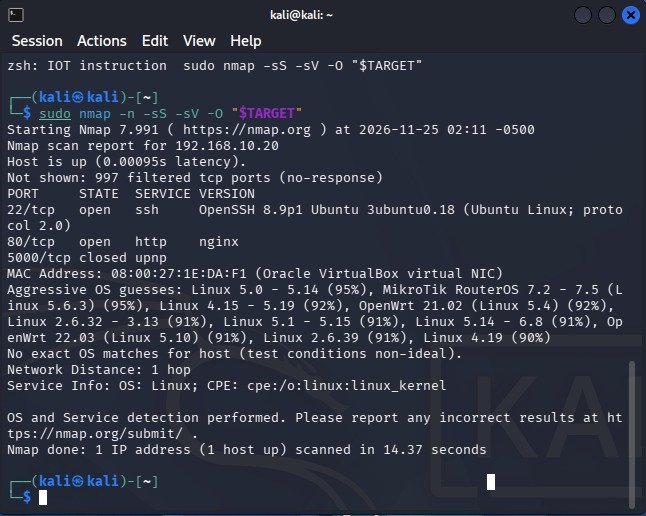 kali@kali: ~
Session Actions Edit View Help
zsh: IOT instruction  sudo nmap -sS -sV -O "$TARGET"
┌──(kali㉿kali)-[~]
└─$ sudo nmap -n -sS -sV -O "$TARGET"
Starting Nmap 7.991 ( https://nmap.org ) at 2026-11-25 02:11 -0500
Nmap scan report for 192.168.10.20
Host is up (0.00095s latency).
Not shown: 997 filtered tcp ports (no-response)
PORT     STATE  SERVICE VERSION
22/tcp   open   ssh     OpenSSH 8.9p1 Ubuntu 3ubuntu0.18 (Ubuntu Linux; proto
col 2.0)
80/tcp   open   http    nginx
5000/tcp closed upnp
MAC Address: 08:00:27:1E:DA:F1 (Oracle VirtualBox virtual NIC)
Aggressive OS guesses: Linux 5.0 - 5.14 (95%), MikroTik RouterOS 7.2 - 7.5 (L
inux 5.6.3) (95%), Linux 4.15 - 5.19 (92%), OpenWrt 21.02 (Linux 5.4) (92%),
Linux 2.6.32 - 3.13 (91%), Linux 5.1 - 5.15 (91%), Linux 5.14 - 6.8 (91%), Op
enWrt 22.03 (Linux 5.10) (91%), Linux 2.6.39 (91%), Linux 4.19 (90%)
No exact OS matches for host (test conditions non-ideal).
Network Distance: 1 hop
Service Info: OS: Linux; CPE: cpe:/o:linux:linux_kernel
OS and Service detection performed. Please report any incorrect results at ht
tps://nmap.org/submit/ .
Nmap done: 1 IP address (1 host up) scanned in 14.37 seconds
┌──(kali㉿kali)-[~]
└─$
KA